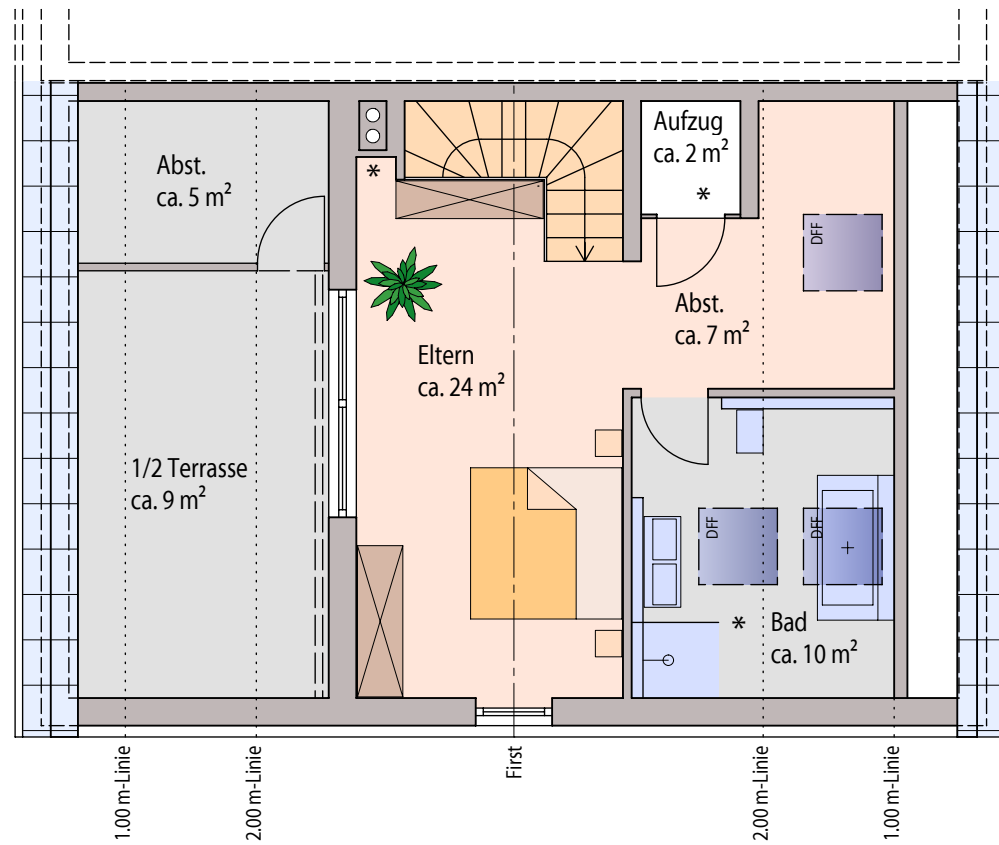 Abst.
ca. 5 m²
*
Aufzug
ca. 2 m²
*
DFF
Abst.
ca. 7 m²
Eltern
ca. 24 m²
1/2 Terrasse
ca. 9 m²
DFF
DFF
* Bad
ca. 10 m²
1.00 m-Linie
2.00 m-Linie
First
2.00 m-Linie
1.00 m-Linie